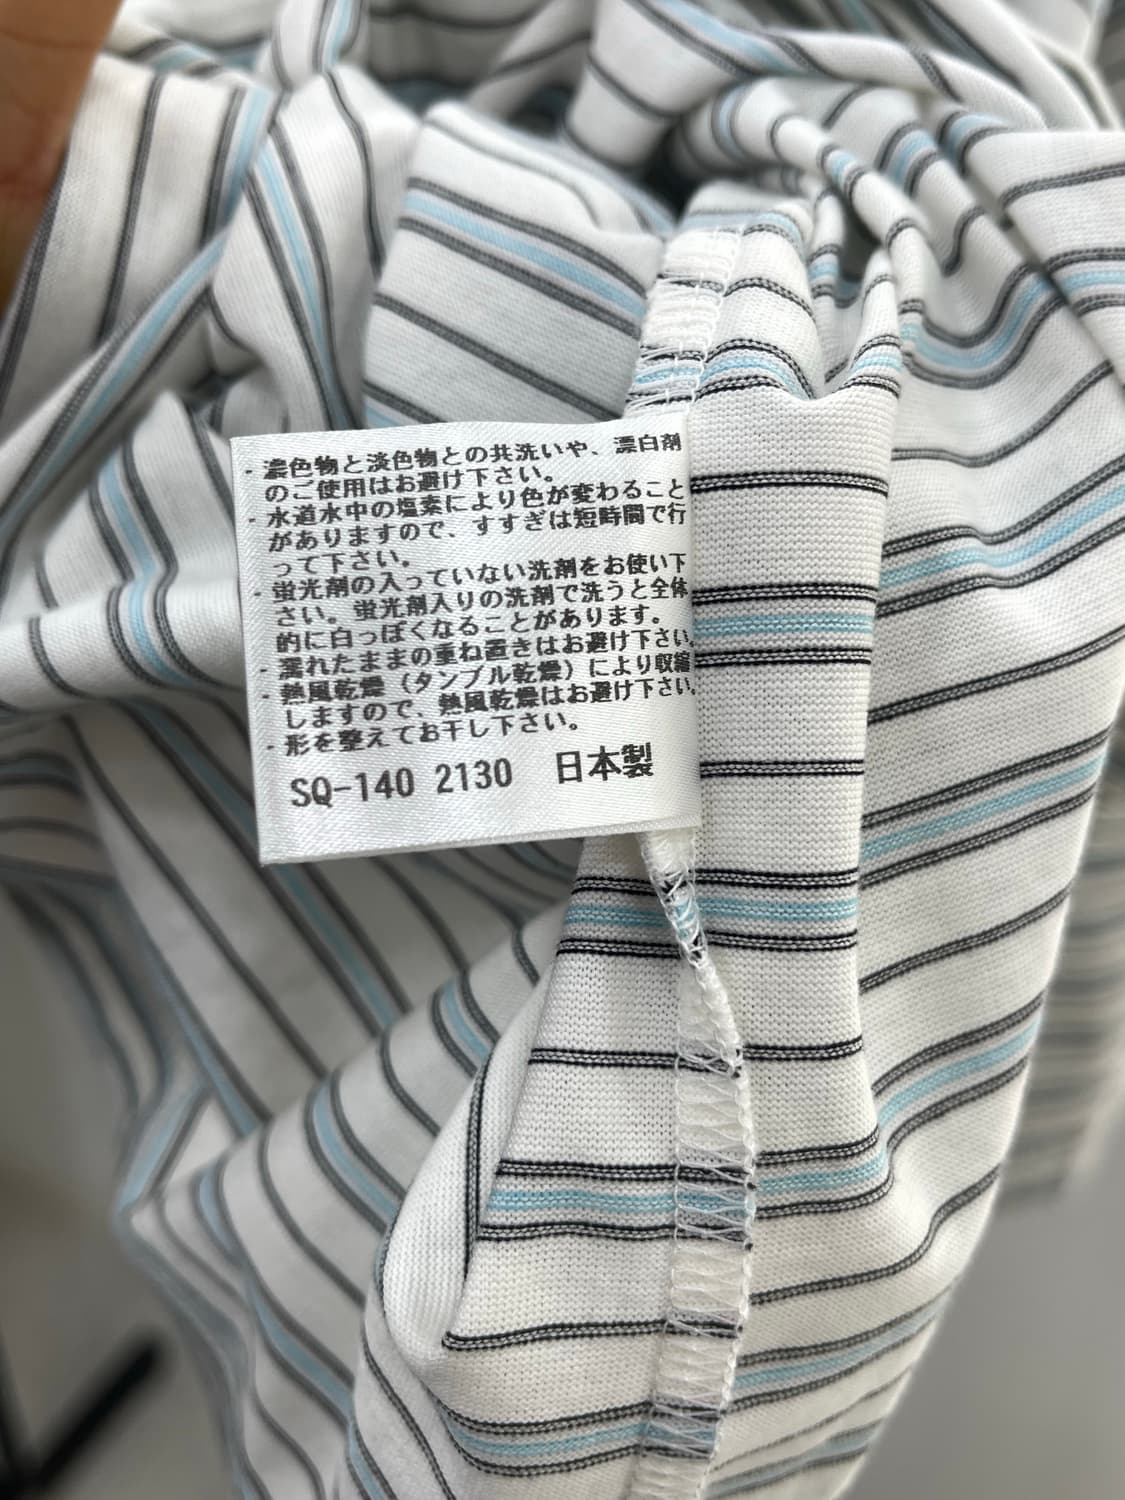 ・濃色物と淡色物との共洗いや、漂白剤
のご使用はお避け下さい。
・水道水中の塩素により色が変わること
がありますので、すすぎは短時間で行
って下さい。
・蛍光剤の入っていない洗剤をお使い下
さい。蛍光剤入りの洗剤で洗うと全体
的に白っぽくなることがあります。
・濡れたままの重ね置きはお避け下さい。
・熱風乾燥（タンブル乾燥）により収縮
しますので、熱風乾燥はお避け下さい。
・形を整えてお干し下さい。
SQ-140 2130 日本製